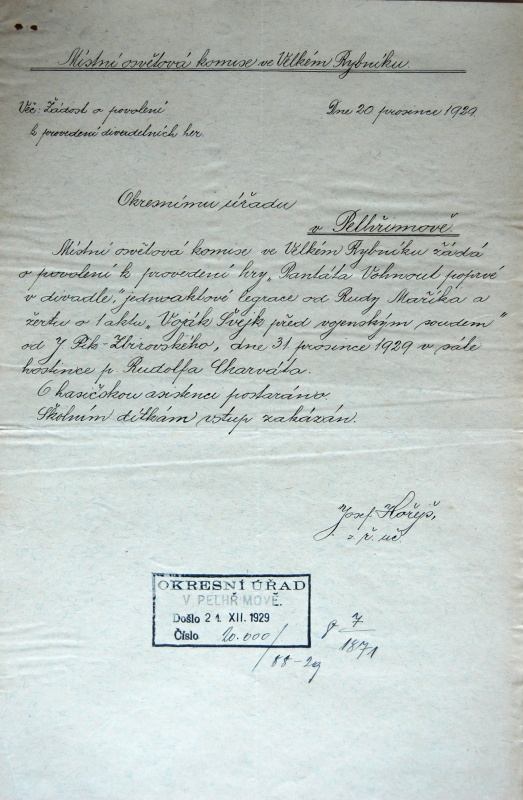 Místní osvětová komise ve Velkém Rybníku.
Věc: Žádost o povolení
k provedení divadelních her.
Dne 20. prosince 1929
Okresnímu úřadu
v Pelhřimově.
Místní osvětová komise ve Velkém Rybníku žádá
o povolení k provedení hry „Pantáta Vohnout poprvé
v divadle," jednoaktové legrace od Rudy Maříka a
žertu o 1 aktu „Voják Švejk před vojenským soudem"
od J. Pik-Zbirovského, dne 31. prosince 1929 v sále
hostince p. Rudolfa Charváta.
O hasičskou asistenci postaráno.
Školním dítkám vstup zakázán.
Josef Hořejš,
ř. uč.
OKRESNÍ ÚŘAD
V PELHŘIMOVĚ.
Došlo 21. XII. 1929
Číslo 20.000/
88-29
7
1871